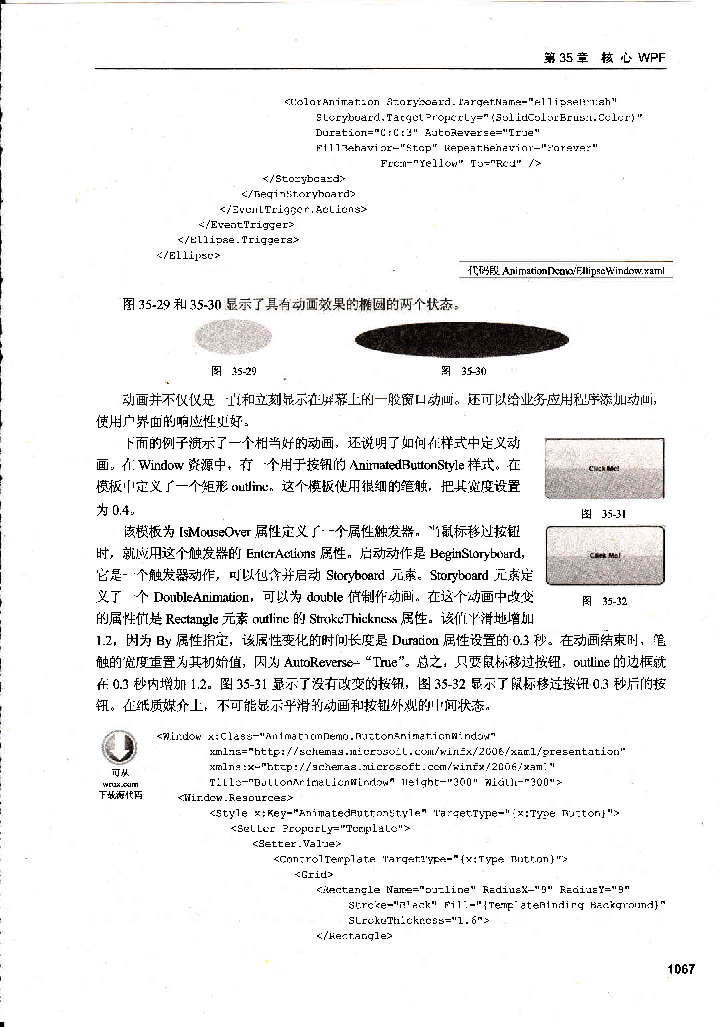 第 35 章 核 心 WPF
<ColorAnimation Storyboard.TargetName="ellipseBrush"
Storyboard.TargetProperty="(SolidColorBrush.Color)"
Duration="0:0:3" AutoReverse="True"
FillBehavior="Stop" RepeatBehavior="Forever"
From="Yellow" To="Red" />
</Storyboard>
</BeginStoryboard>
</EventTrigger.Actions>
</EventTrigger>
</Ellipse.Triggers>
</Ellipse>
代码段 AnimationDemo/EllipseWindow.xaml
图 35-29 和 35-30 显示了具有动画效果的椭圆的两个状态。
图 35-29
图 35-30
动画并不仅仅是一直和立刻显示在屏幕上的一般窗口动画。还可以给业务应用程序添加动画，
使用户界面的响应性更好。
下面的例子演示了一个相当好的动画，还说明了如何在样式中定义动
画。在 Window 资源中，有一个用于按钮的 AnimatedButtonStyle 样式。在
模板中定义了一个矩形 outline。这个模板使用很细的笔触，把其宽度设置
为 0.4。
Click Me!
图 35-31
该模板为 IsMouseOver 属性定义了一个属性触发器。当鼠标移过按钮
时，就应用这个触发器的 EnterActions 属性。启动动作是 BeginStoryboard，
它是一个触发器动作，可以包含并启动 Storyboard 元素。Storyboard 元素定
义了一个 DoubleAnimation，可以为 double 值制作动画。在这个动画中改变
的属性值是 Rectangle 元素 outline 的 StrokeThickness 属性。该值平滑地增加
Click Me!
图 35-32
1.2，因为 By 属性指定，该属性变化的时间长度是 Duration 属性设置的 0.3 秒。在动画结束时，笔
触的宽度重置为其初始值，因为 AutoReverse= “True”。总之，只要鼠标移过按钮，outline 的边框就
在 0.3 秒内增加 1.2。图 35-31 显示了没有改变的按钮，图 35-32 显示了鼠标移过按钮 0.3 秒后的按
钮。在纸质媒介上，不可能显示平滑的动画和按钮外观的中间状态。
可从
wrox.com
下载源代码
<Window x:Class="AnimationDemo.ButtonAnimationWindow"
xmlns="http://schemas.microsoft.com/winfx/2006/xaml/presentation"
xmlns:x="http://schemas.microsoft.com/winfx/2006/xaml"
Title="ButtonAnimationWindow" Height="300" Width="300">
<Window.Resources>
<Style x:Key="AnimatedButtonStyle" TargetType="{x:Type Button}">
<Setter Property="Template">
<Setter.Value>
<ControlTemplate TargetType="{x:Type Button}">
<Grid>
<Rectangle Name="outline" RadiusX="9" RadiusY="9"
Stroke="Black" Fill="{TemplateBinding Background}"
StrokeThickness="1.6">
</Rectangle>
1067